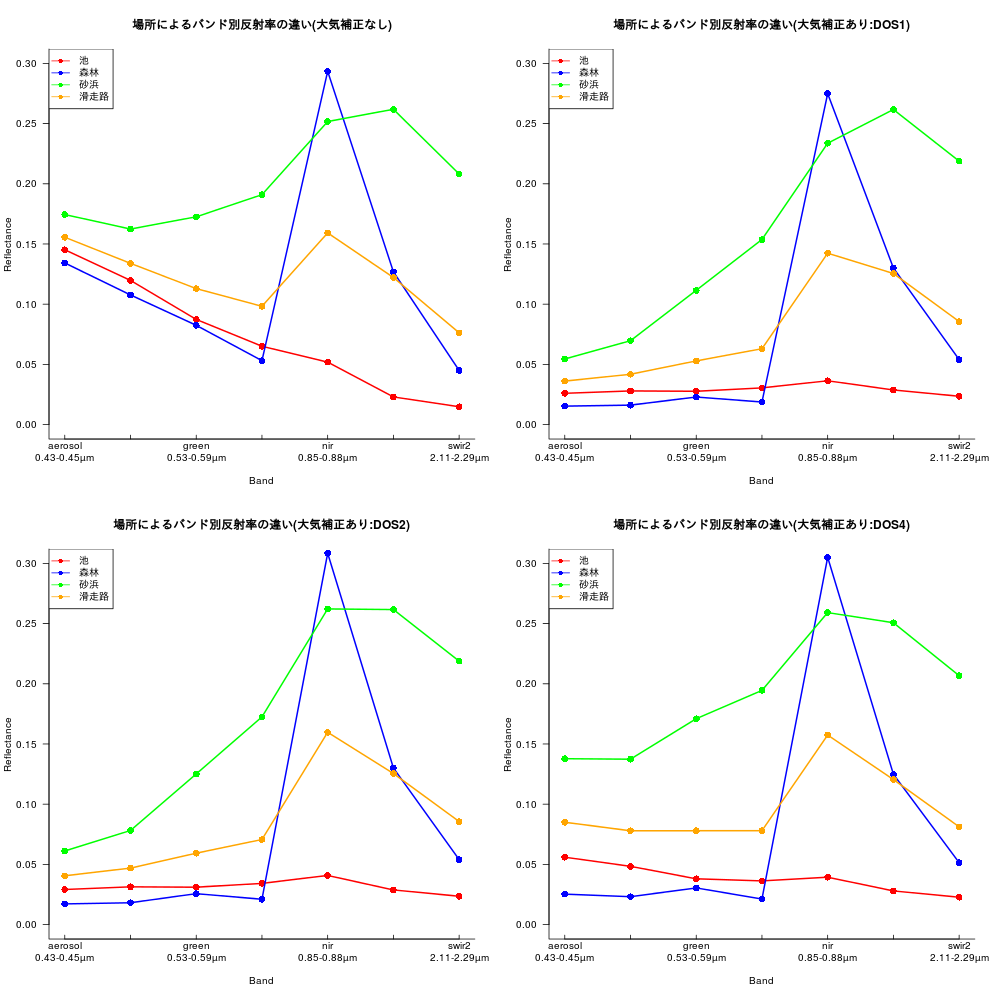 場所によるバンド別反射率の違い(大気補正なし)
池
森林
砂浜
滑走路
0.30
0.25
0.20
0.15
0.10
0.05
0.00
Reflectance
aerosol green nir swir2
0.43-0.45μm 0.53-0.59μm 0.85-0.88μm 2.11-2.29μm
Band
場所によるバンド別反射率の違い(大気補正あり:DOS1)
池
森林
砂浜
滑走路
0.30
0.25
0.20
0.15
0.10
0.05
0.00
Reflectance
aerosol green nir swir2
0.43-0.45μm 0.53-0.59μm 0.85-0.88μm 2.11-2.29μm
Band
場所によるバンド別反射率の違い(大気補正あり:DOS2)
池
森林
砂浜
滑走路
0.30
0.25
0.20
0.15
0.10
0.05
0.00
Reflectance
aerosol green nir swir2
0.43-0.45μm 0.53-0.59μm 0.85-0.88μm 2.11-2.29μm
Band
場所によるバンド別反射率の違い(大気補正あり:DOS4)
池
森林
砂浜
滑走路
0.30
0.25
0.20
0.15
0.10
0.05
0.00
Reflectance
aerosol green nir swir2
0.43-0.45μm 0.53-0.59μm 0.85-0.88μm 2.11-2.29μm
Band